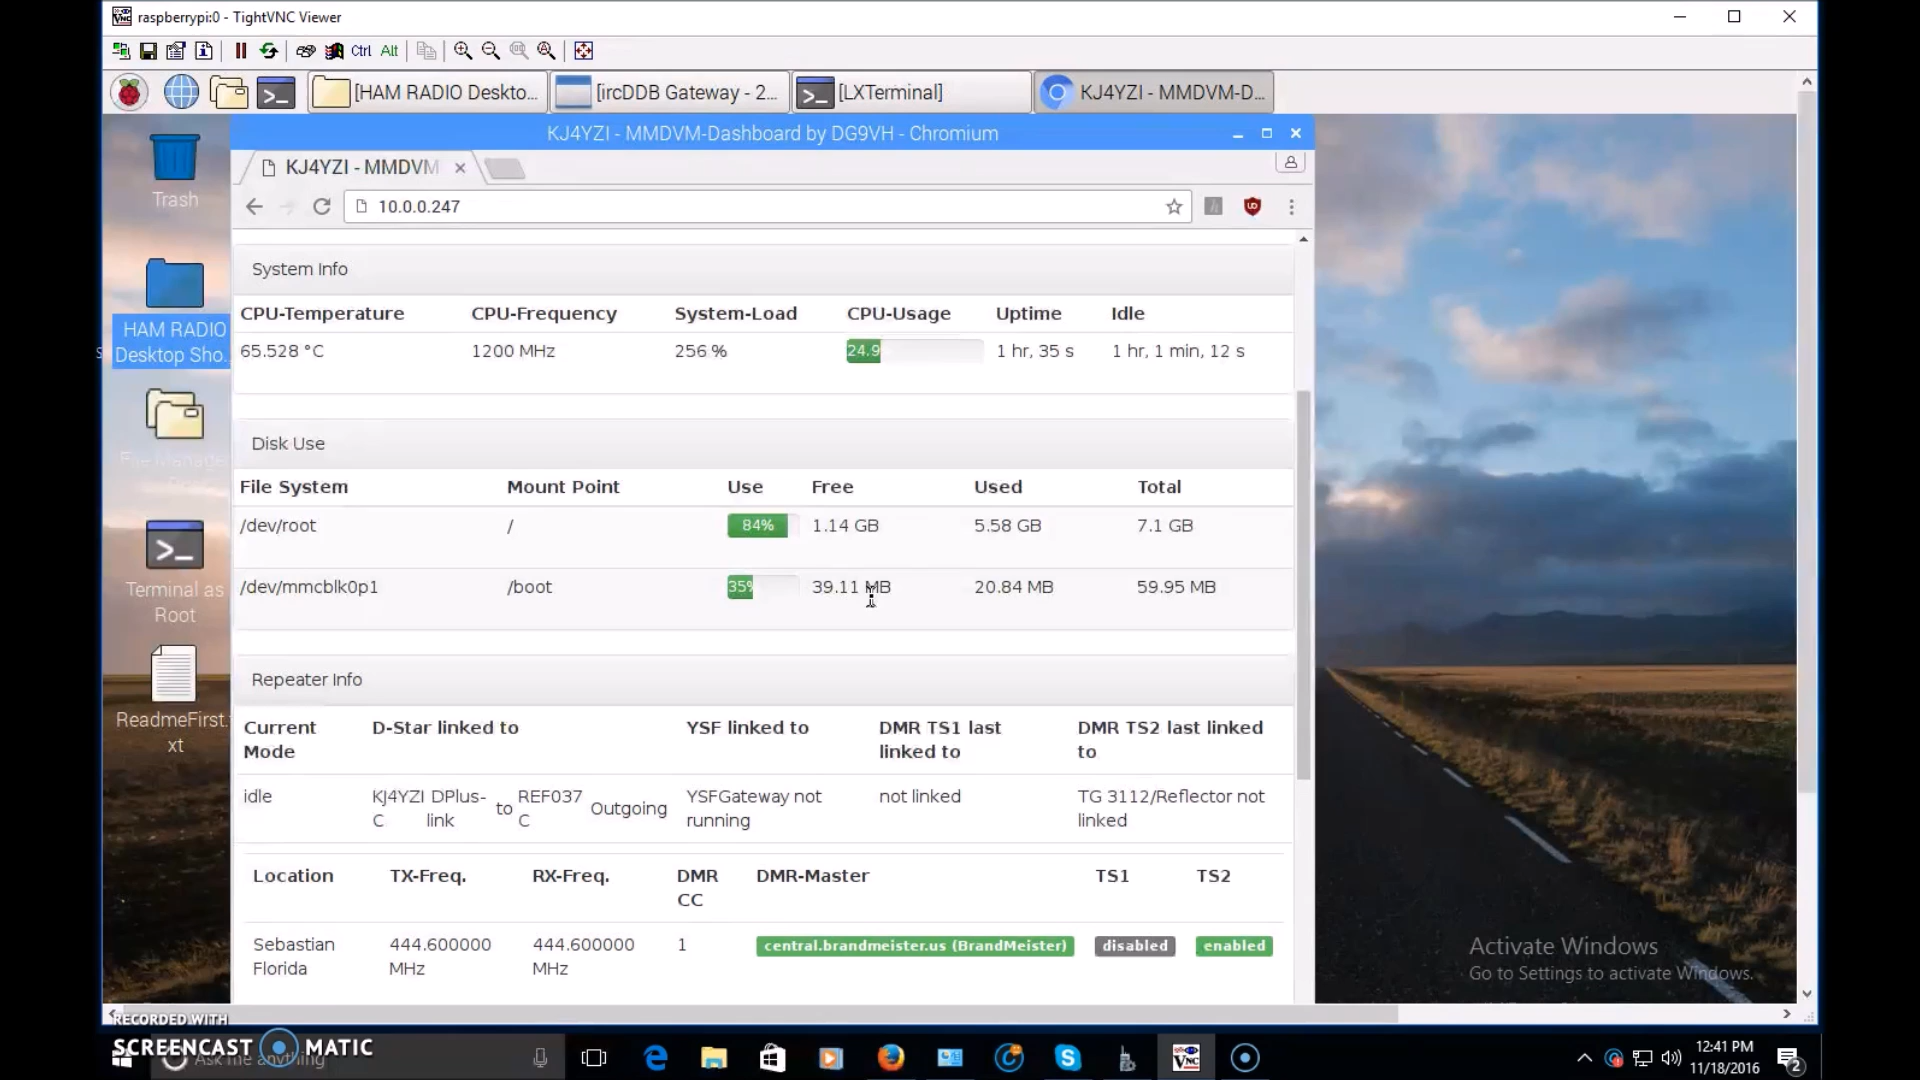 raspberrypi:0 - TightVNC Viewer
Ctrl Alt
[HAM RADIO Deskto... [ircDDB Gateway - 2... [LXTerminal] KJ4YZI - MMDVM-D...
KJ4YZI - MMDVM-Dashboard by DG9VH - Chromium
KJ4YZI - MMDVM
10.0.0.247
Trash
HAM RADIO
Desktop Sho...
Terminal as
Root
ReadmeFirst.t
xt
System Info
CPU-Temperature CPU-Frequency System-Load CPU-Usage Uptime Idle
65.528 °C 1200 MHz 256 % 24.9 1 hr, 35 s 1 hr, 1 min, 12 s
Disk Use
File System Mount Point Use Free Used Total
/dev/root / 84% 1.14 GB 5.58 GB 7.1 GB
/dev/mmcblk0p1 /boot 35% 39.11 MB 20.84 MB 59.95 MB
Repeater Info
Current D-Star linked to YSF linked to DMR TS1 last DMR TS2 last linked
Mode linked to to
idle KJ4YZI DPlus- to REF037 Outgoing YSFGateway not not linked TG 3112/Reflector not
C link C running linked
Location TX-Freq. RX-Freq. DMR DMR-Master TS1 TS2
CC
Sebastian 444.600000 444.600000 1 central.brandmeister.us (BrandMeister) disabled enabled
Florida MHz MHz
Activate Windows
Go to Settings to activate Windows.
RECORDED WITH
SCREENCAST MATIC
Ask me anything
12:41 PM
11/18/2016
2